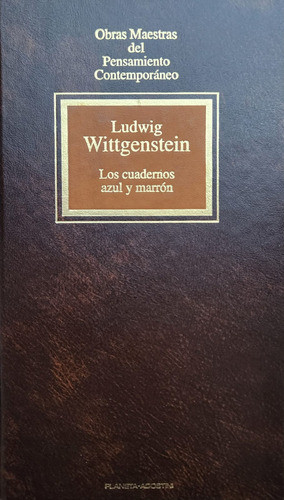 Obras Maestras
del
Pensamiento
Contemporáneo
Ludwig
Wittgenstein
Los cuadernos
azul y marrón
PLANETA-AGOSTINI